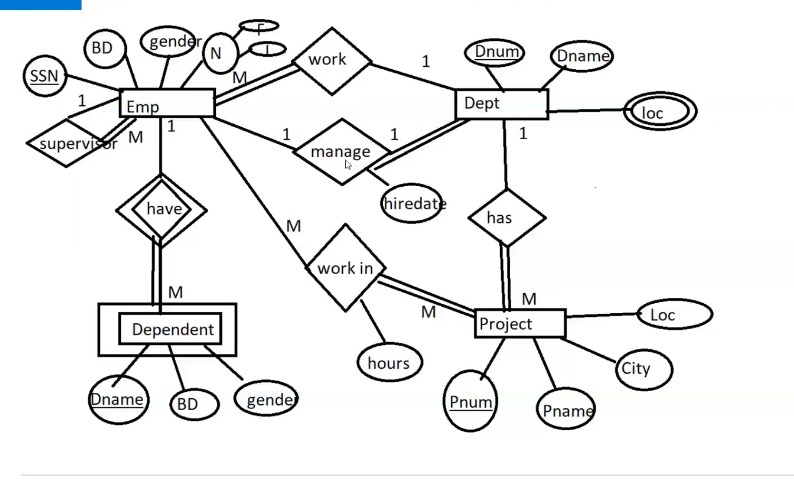 F
BD
gender
N
L
SSN
work
1
Dnum
Dname
M
1
Emp
Dept
loc
supervisor
M
1
1
manage
1
1
hiredate
have
has
M
work in
M
M
M
Dependent
Project
Loc
hours
City
Dname
BD
gende
Pnum
Pname